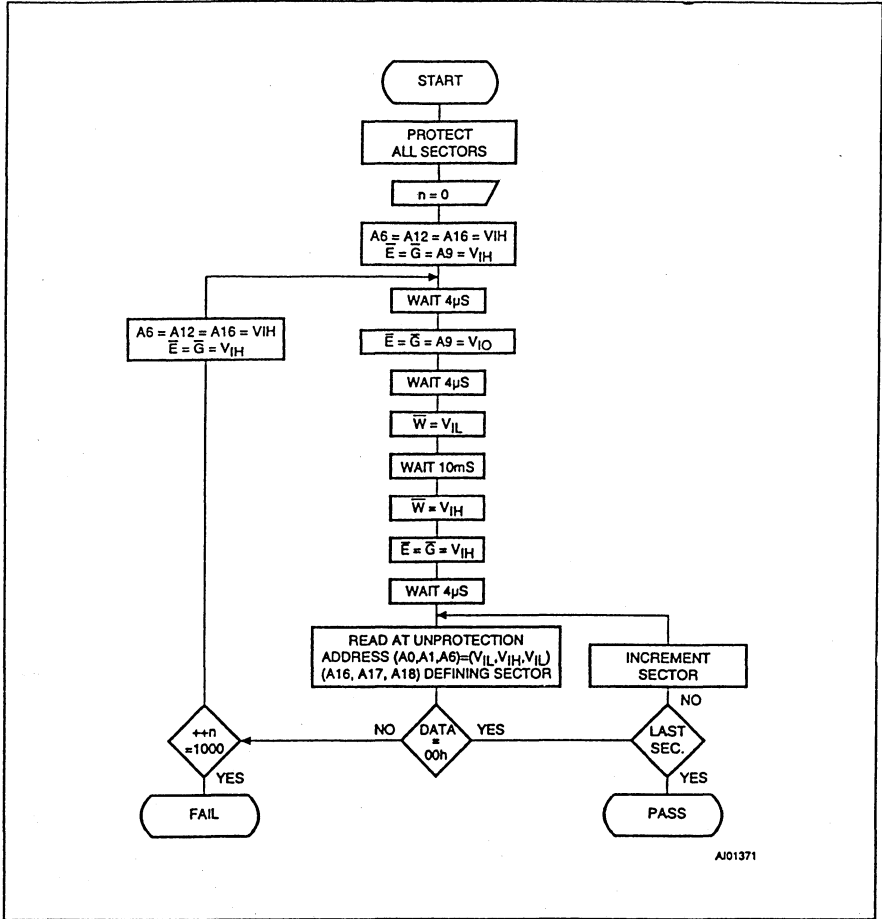 START
PROTECT
ALL SECTORS
n = 0
A6 = A12 = A16 = VIH
E̅ = G̅ = A9 = VIH
WAIT 4µS
A6 = A12 = A16 = VIH
E̅ = G̅ = VIH
E̅ = G̅ = A9 = VIO
WAIT 4µS
W̅ = VIL
WAIT 10mS
W̅ = VIH
E̅ = G̅ = VIH
WAIT 4µS
READ AT UNPROTECTION
ADDRESS (A0,A1,A6)=(VIL,VIH,VIL)
(A16, A17, A18) DEFINING SECTOR
INCREMENT
SECTOR
NO
++n
=1000
NO
DATA
=
00h
YES
LAST
SEC.
YES
YES
FAIL
PASS
AI01371